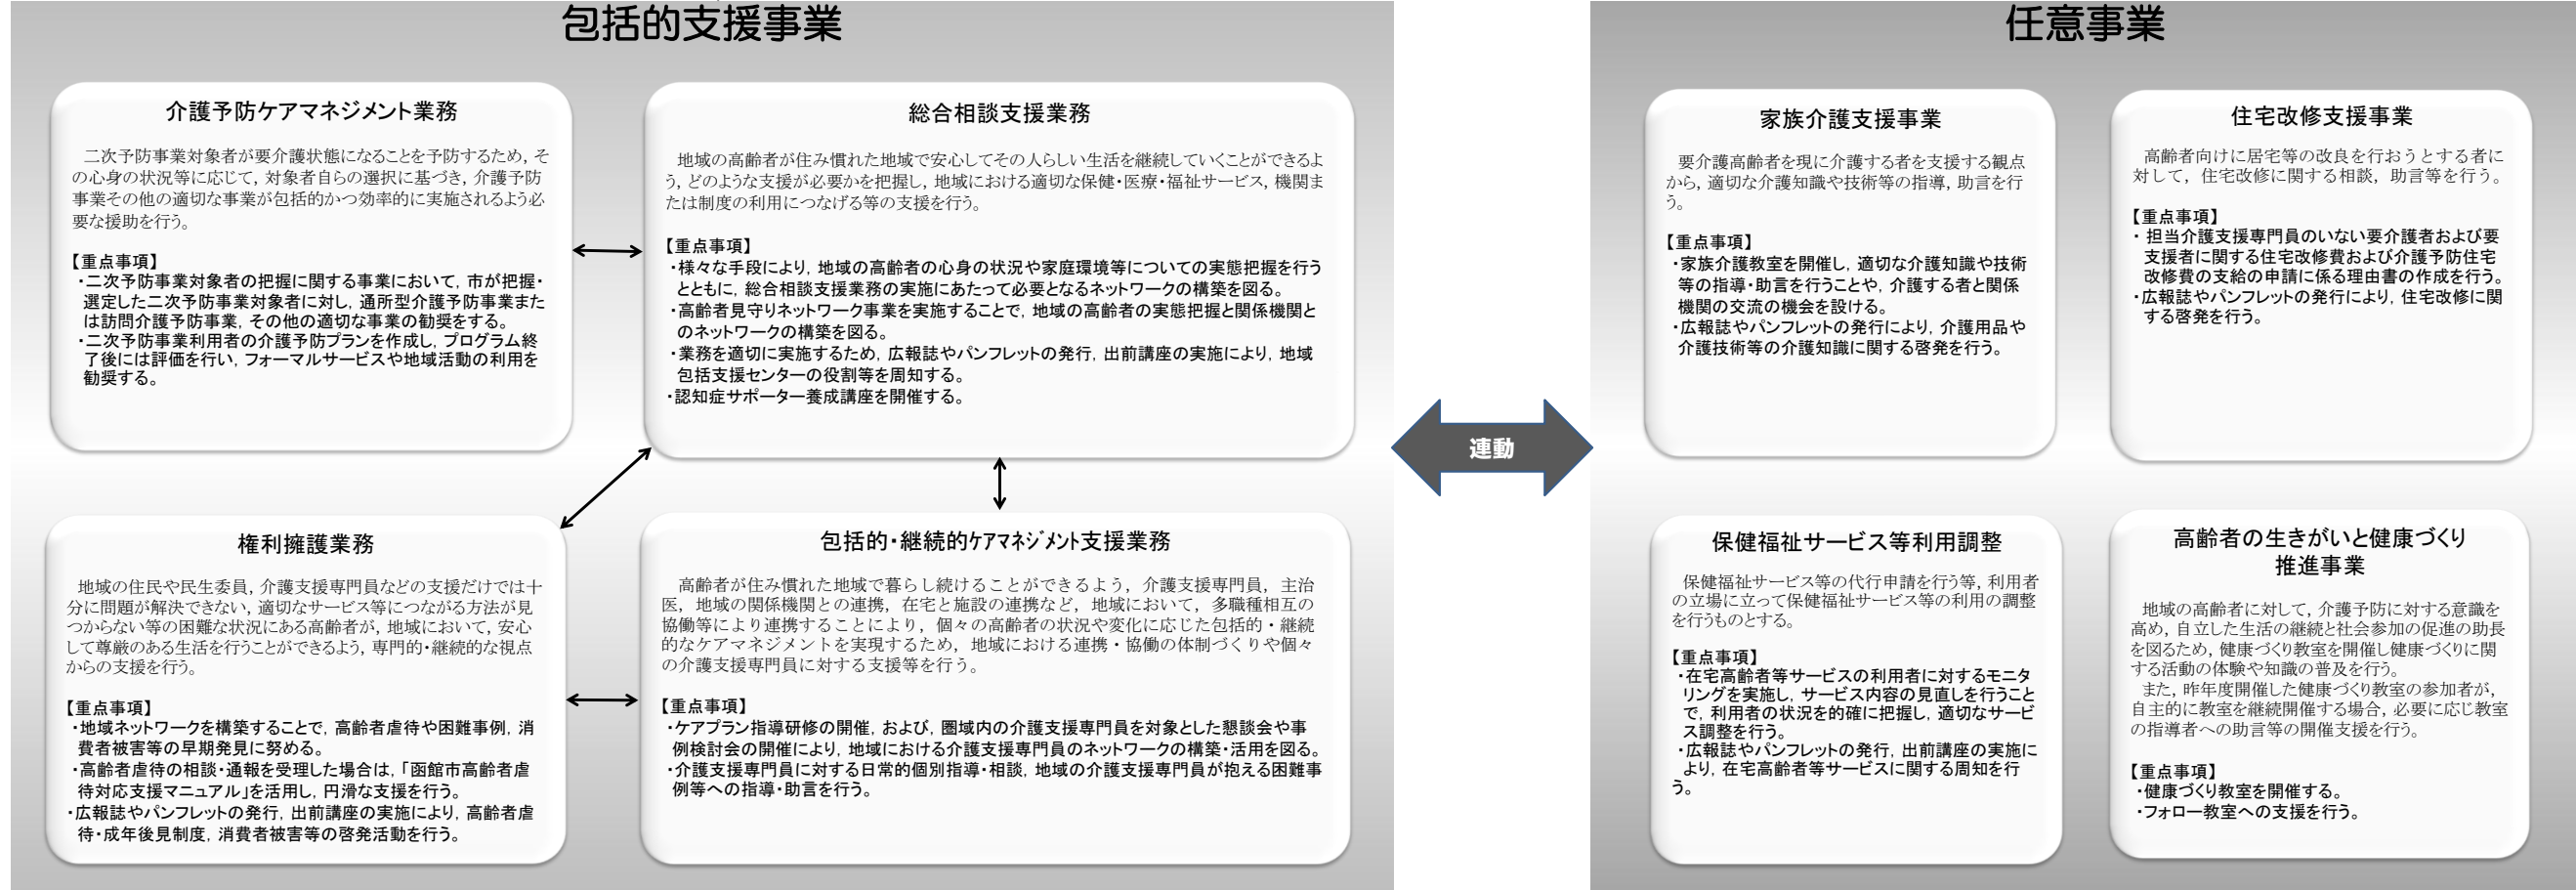 包括的支援事業
介護予防ケアマネジメント業務
二次予防事業対象者が要介護状態になることを予防するため，そ
の心身の状況等に応じて，対象者自らの選択に基づき，介護予防
事業その他の適切な事業が包括的かつ効率的に実施されるよう必
要な援助を行う。
【重点事項】
・二次予防事業対象者の把握に関する事業において，市が把握・
選定した二次予防事業対象者に対し，通所型介護予防事業また
は訪問介護予防事業，その他の適切な事業の勧奨をする。
・二次予防事業利用者の介護予防プランを作成し，プログラム終
了後には評価を行い，フォーマルサービスや地域活動の利用を
勧奨する。
総合相談支援業務
地域の高齢者が住み慣れた地域で安心してその人らしい生活を継続していくことができるよ
う，どのような支援が必要かを把握し，地域における適切な保健・医療・福祉サービス，機関ま
たは制度の利用につなげる等の支援を行う。
【重点事項】
・様々な手段により，地域の高齢者の心身の状況や家庭環境等についての実態把握を行う
とともに，総合相談支援業務の実施にあたって必要となるネットワークの構築を図る。
・高齢者見守りネットワーク事業を実施することで，地域の高齢者の実態把握と関係機関と
のネットワークの構築を図る。
・業務を適切に実施するため，広報誌やパンフレットの発行，出前講座の実施により，地域
包括支援センターの役割等を周知する。
・認知症サポーター養成講座を開催する。
権利擁護業務
地域の住民や民生委員，介護支援専門員などの支援だけでは十
分に問題が解決できない，適切なサービス等につながる方法が見
つからない等の困難な状況にある高齢者が，地域において，安心
して尊厳のある生活を行うことができるよう，専門的・継続的な視点
からの支援を行う。
【重点事項】
・地域ネットワークを構築することで，高齢者虐待や困難事例，消
費者被害等の早期発見に努める。
・高齢者虐待の相談・通報を受理した場合は，「函館市高齢者虐
待対応支援マニュアル」を活用し，円滑な支援を行う。
・広報誌やパンフレットの発行，出前講座の実施により，高齢者虐
待・成年後見制度，消費者被害等の啓発活動を行う。
包括的・継続的ｹｱﾏﾈｼﾞﾒﾝﾄ支援業務
高齢者が住み慣れた地域で暮らし続けることができるよう，介護支援専門員，主治
医，地域の関係機関との連携，在宅と施設の連携など，地域において，多職種相互の
協働等により連携することにより，個々の高齢者の状況や変化に応じた包括的・継続
的なケアマネジメントを実現するため，地域における連携・協働の体制づくりや個々
の介護支援専門員に対する支援等を行う。
【重点事項】
・ケアプラン指導研修の開催，および，圏域内の介護支援専門員を対象とした懇談会や事
例検討会の開催により，地域における介護支援専門員のネットワークの構築・活用を図る。
・介護支援専門員に対する日常的個別指導・相談，地域の介護支援専門員が抱える困難事
例等への指導・助言を行う。
連動
任意事業
家族介護支援事業
要介護高齢者を現に介護する者を支援する観点
から，適切な介護知識や技術等の指導，助言を行
う。
【重点事項】
・家族介護教室を開催し，適切な介護知識や技術
等の指導・助言を行うことや，介護する者と関係
機関の交流の機会を設ける。
・広報誌やパンフレットの発行により，介護用品や
介護技術等の介護知識に関する啓発を行う。
住宅改修支援事業
高齢者向けに居宅等の改良を行おうとする者に
対して，住宅改修に関する相談，助言等を行う。
【重点事項】
・担当介護支援専門員のいない要介護者および要
支援者に関する住宅改修費および介護予防住宅
改修費の支給の申請に係る理由書の作成を行う。
・広報誌やパンフレットの発行により，住宅改修に関
する啓発を行う。
保健福祉サービス等利用調整
保健福祉サービス等の代行申請を行う等，利用者
の立場に立って保健福祉サービス等の利用の調整
を行うものとする。
【重点事項】
・在宅高齢者等サービスの利用者に対するモニタ
リングを実施し，サービス内容の見直しを行うこと
で，利用者の状況を的確に把握し，適切なサービ
ス調整を行う。
・広報誌やパンフレットの発行，出前講座の実施に
より，在宅高齢者等サービスに関する周知を行
う。
高齢者の生きがいと健康づくり
推進事業
地域の高齢者に対して，介護予防に対する意識を
高め，自立した生活の継続と社会参加の促進の助長
を図るため，健康づくり教室を開催し健康づくりに関
する活動の体験や知識の普及を行う。
また，昨年度開催した健康づくり教室の参加者が，
自主的に教室を継続開催する場合，必要に応じ教室
の指導者への助言等の開催支援を行う。
【重点事項】
・健康づくり教室を開催する。
・フォロー教室への支援を行う。